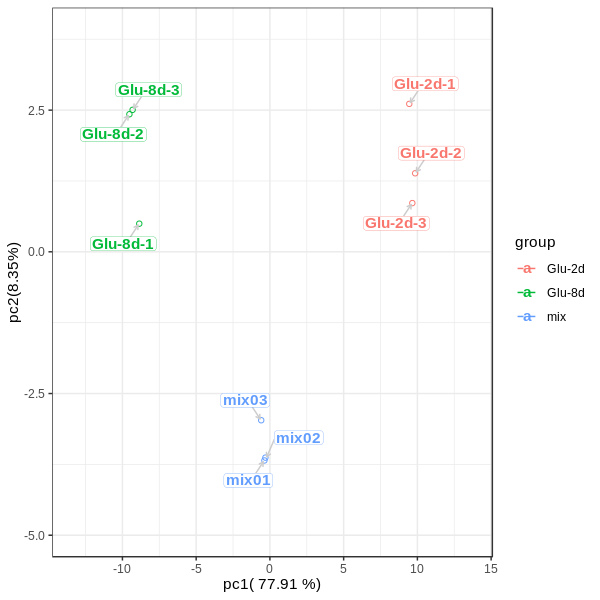 Glu-2d-1
Glu-8d-3
2.5
Glu-8d-2
Glu-2d-2
Glu-2d-3
Glu-8d-1
0.0
pc2(8.35%)
group
a Glu-2d
a Glu-8d
a mix
-2.5
mix03
mix02
mix01
-5.0
-10 -5 0 5 10 15
pc1( 77.91 %)